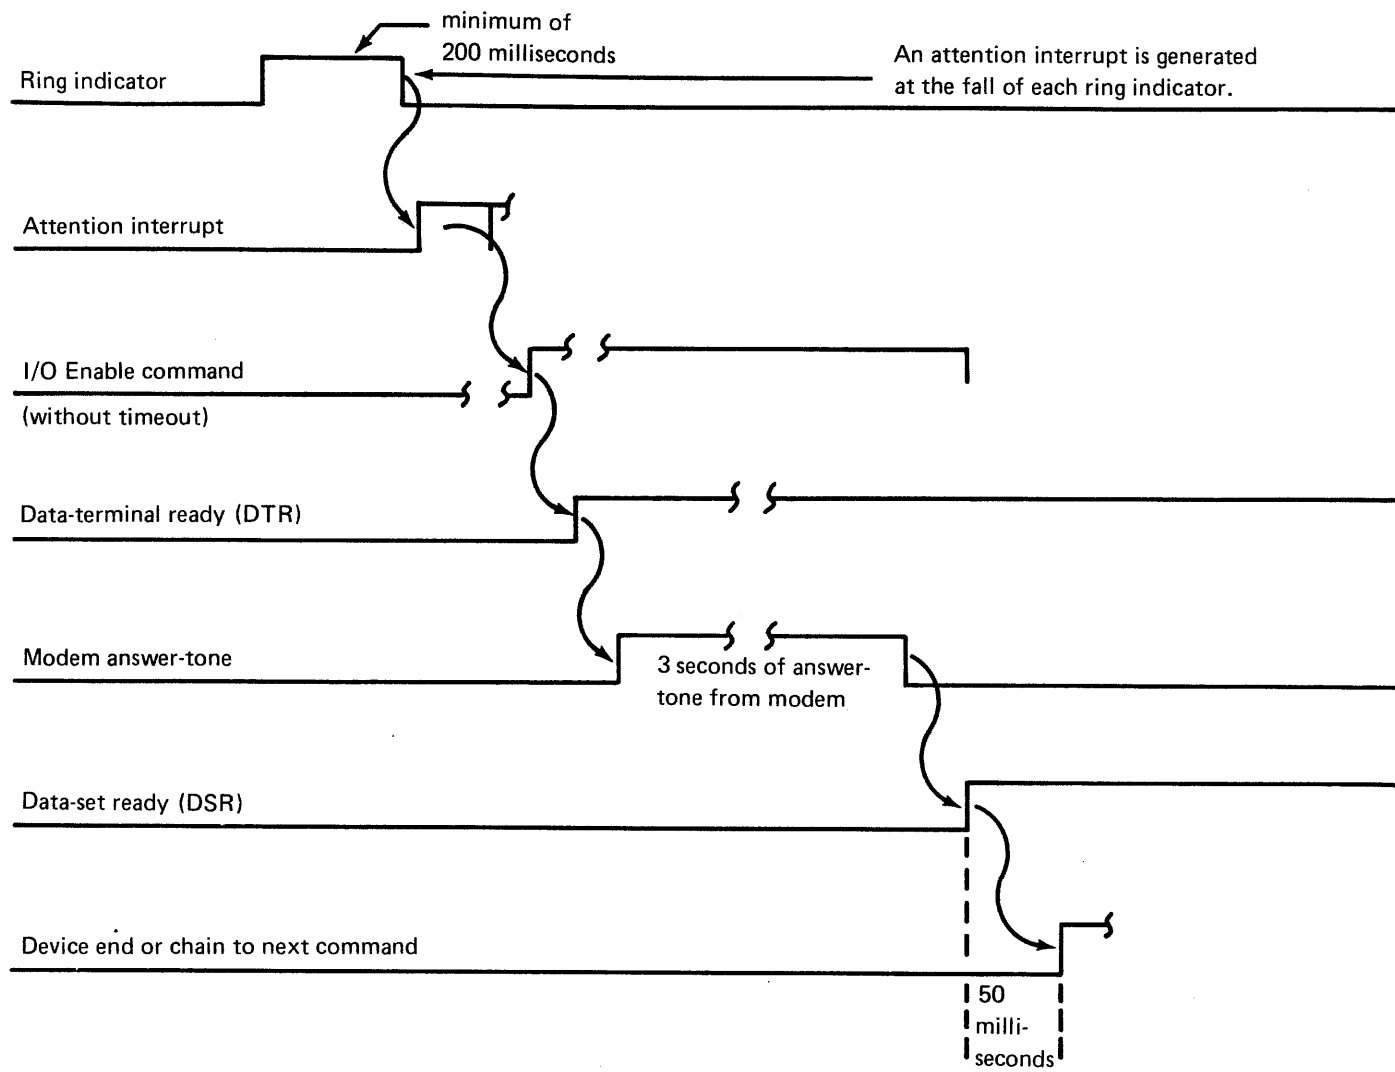 minimum of
200 milliseconds
An attention interrupt is generated
at the fall of each ring indicator.
Ring indicator
Attention interrupt
I/O Enable command
(without timeout)
Data-terminal ready (DTR)
Modem answer-tone
3 seconds of answer-
tone from modem
Data-set ready (DSR)
Device end or chain to next command
50
milli-
seconds